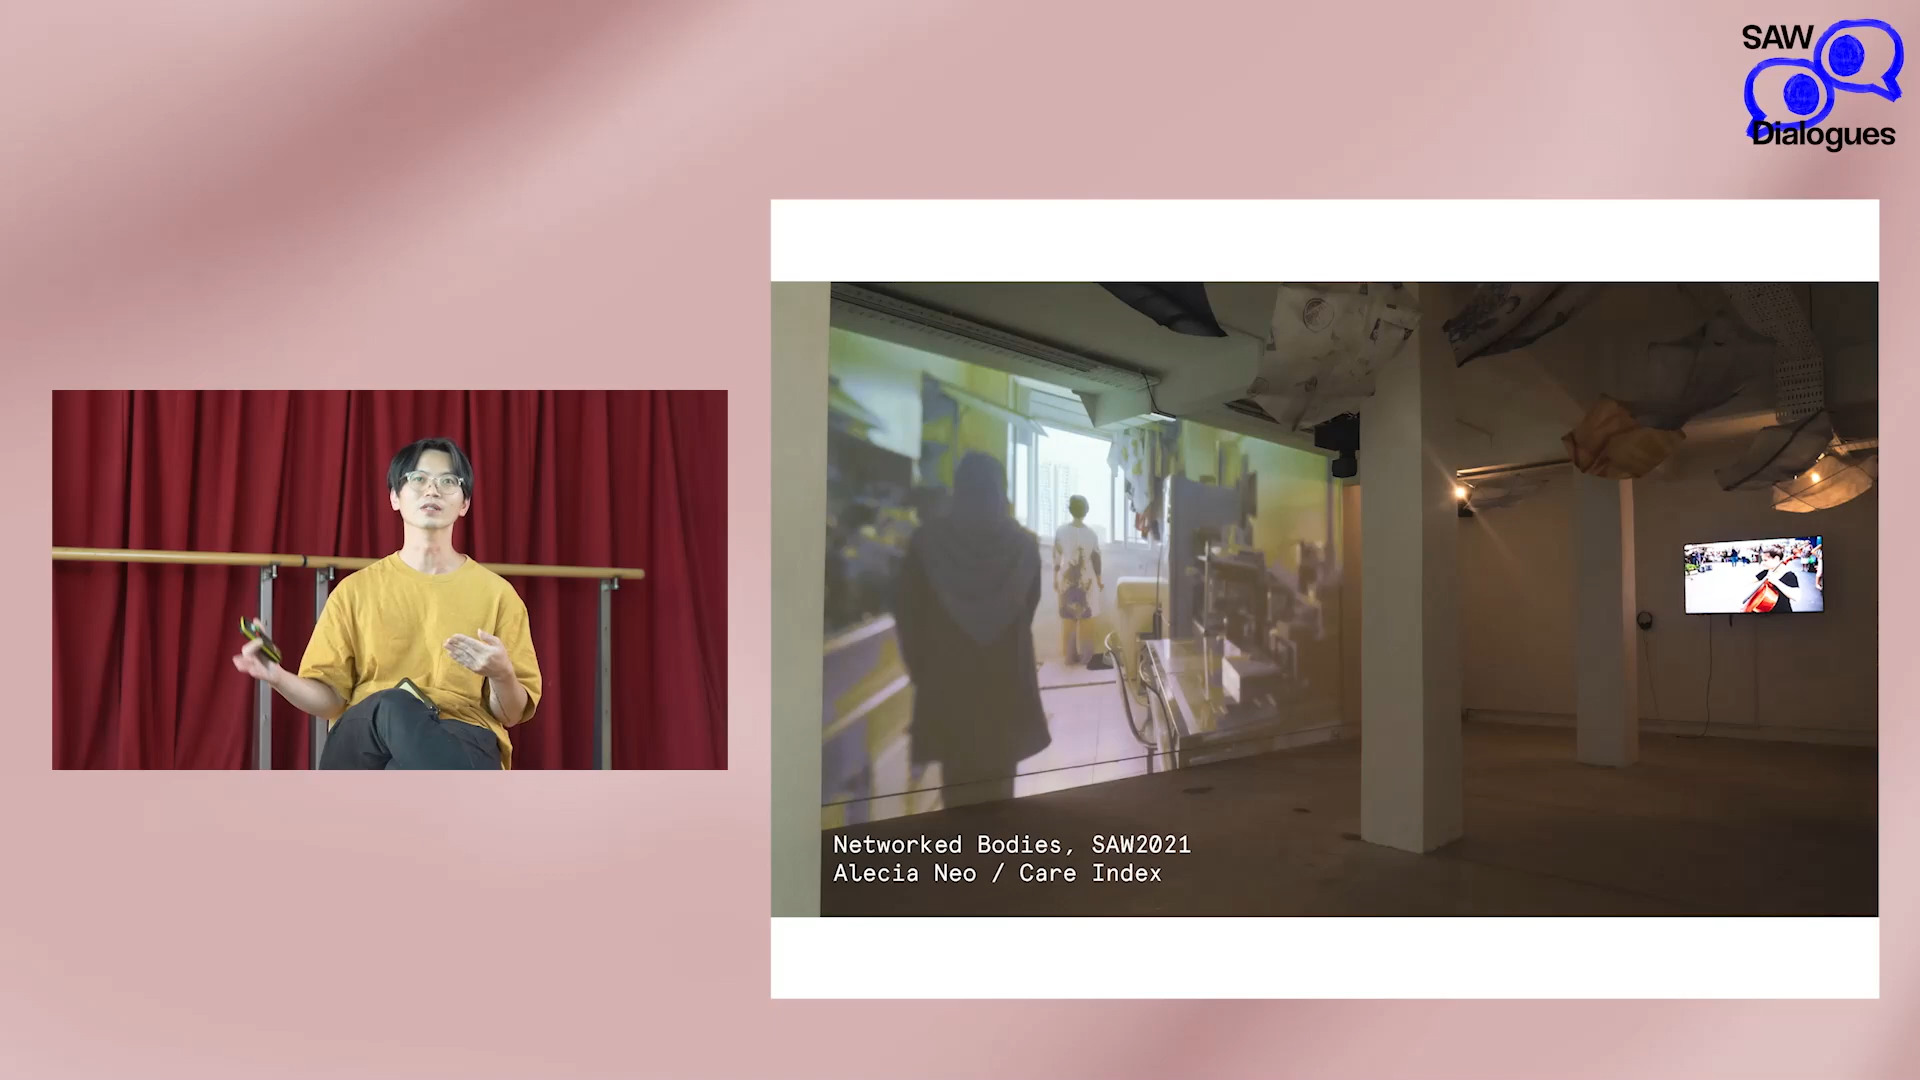 SAW
Dialogues
Networked Bodies, SAW2021
Alecia Neo / Care Index